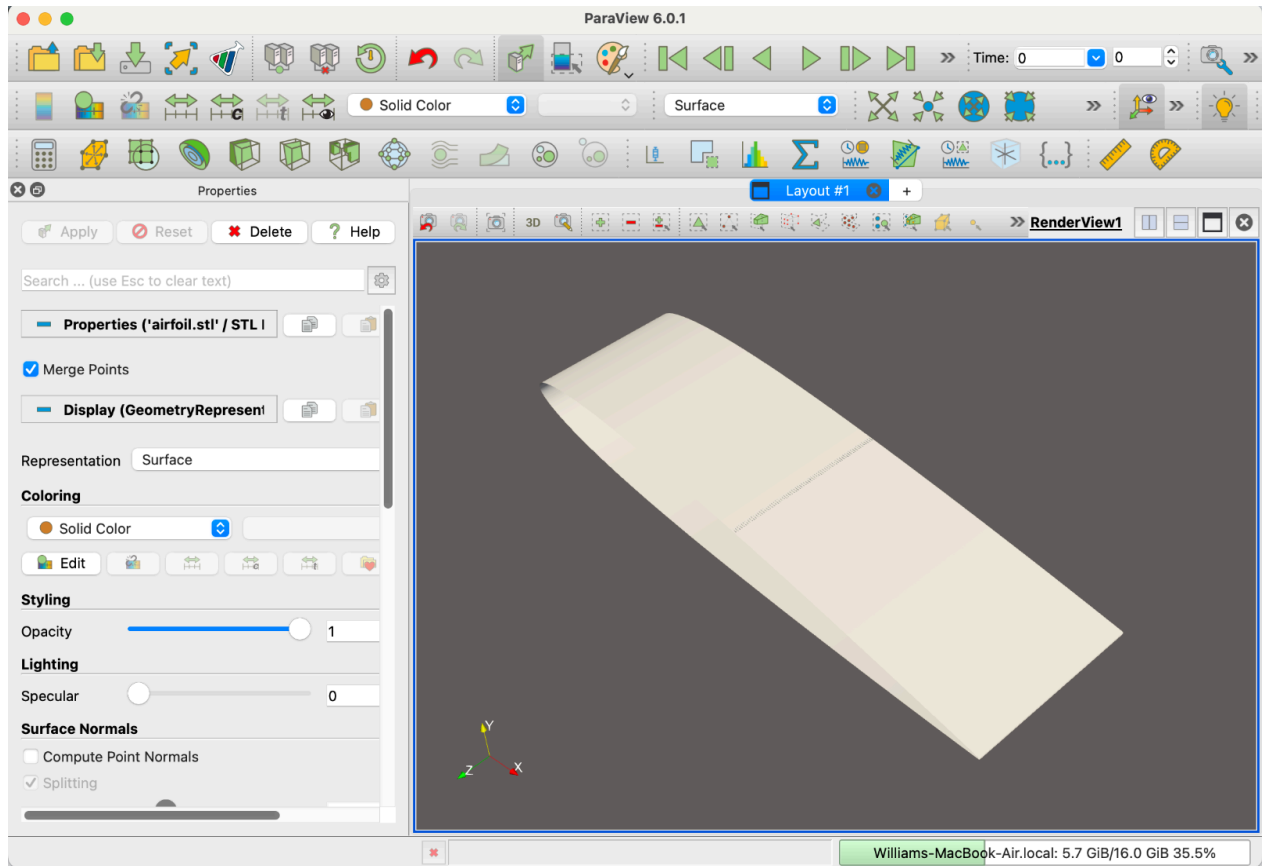 ParaView 6.0.1
Time: 0 0
Solid Color Surface
C t
{...}
Properties
Layout #1 +
Apply Reset Delete ? Help
3D RenderView1
Search ... (use Esc to clear text)
Properties ('airfoil.stl' / STL
Merge Points
Display (GeometryRepresent
Representation Surface
Coloring
Solid Color
Edit
Styling
Opacity 1
Lighting
Specular 0
Surface Normals
Compute Point Normals
Splitting
Y
Z X
Williams-MacBook-Air.local: 5.7 GiB/16.0 GiB 35.5%